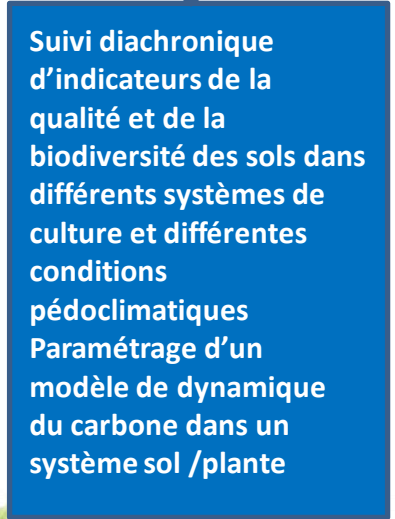 Suivi diachronique
d'indicateurs de la
qualité et de la
biodiversité des sols dans
différents systèmes de
culture et différentes
conditions
pédoclimatiques
Paramétrage d'un
modèle de dynamique
du carbone dans un
système sol /plante